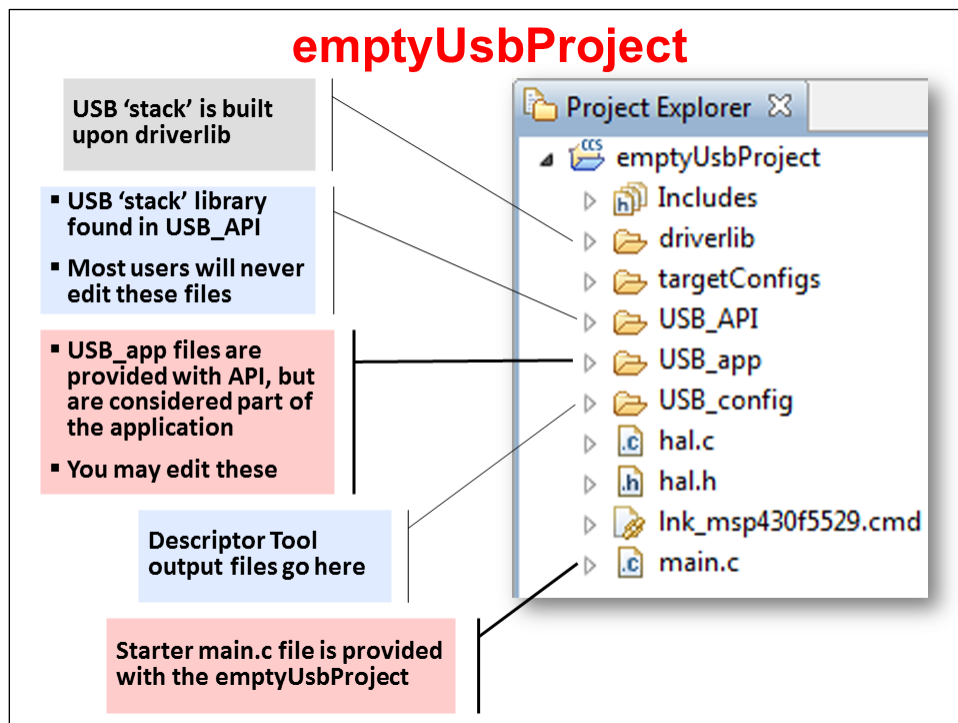 emptyUsbProject
USB ‘stack’ is built
upon driverlib
▪ USB ‘stack’ library
found in USB_API
▪ Most users will never
edit these files
▪ USB_app files are
provided with API, but
are considered part of
the application
▪ You may edit these
Descriptor Tool
output files go here
Starter main.c file is provided
with the emptyUsbProject
Project Explorer
CCS
emptyUsbProject
h Includes
driverlib
targetConfigs
USB_API
USB_app
USB_config
.c hal.c
.h hal.h
lnk_msp430f5529.cmd
.c main.c